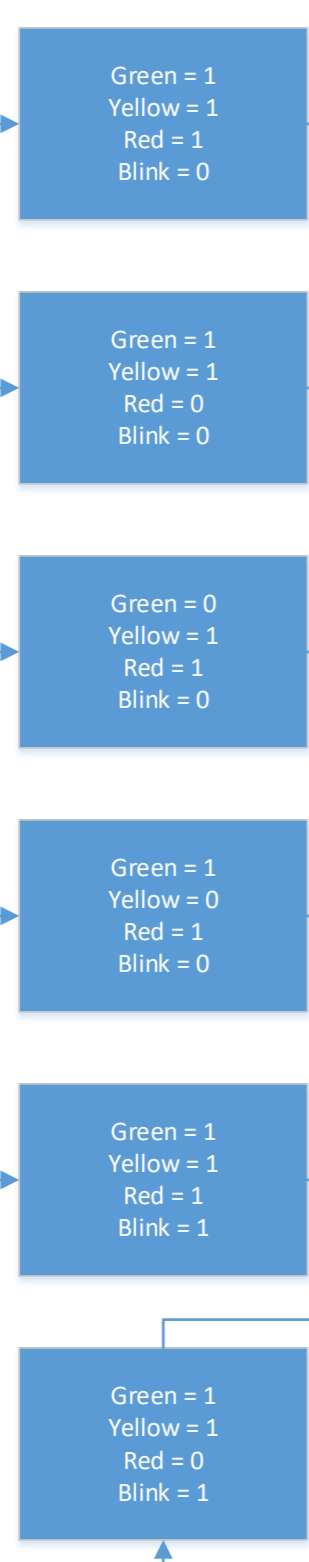 Green = 1
Yellow = 1
Red = 1
Blink = 0
Green = 1
Yellow = 1
Red = 0
Blink = 0
Green = 0
Yellow = 1
Red = 1
Blink = 0
Green = 1
Yellow = 0
Red = 1
Blink = 0
Green = 1
Yellow = 1
Red = 1
Blink = 1
Green = 1
Yellow = 1
Red = 0
Blink = 1